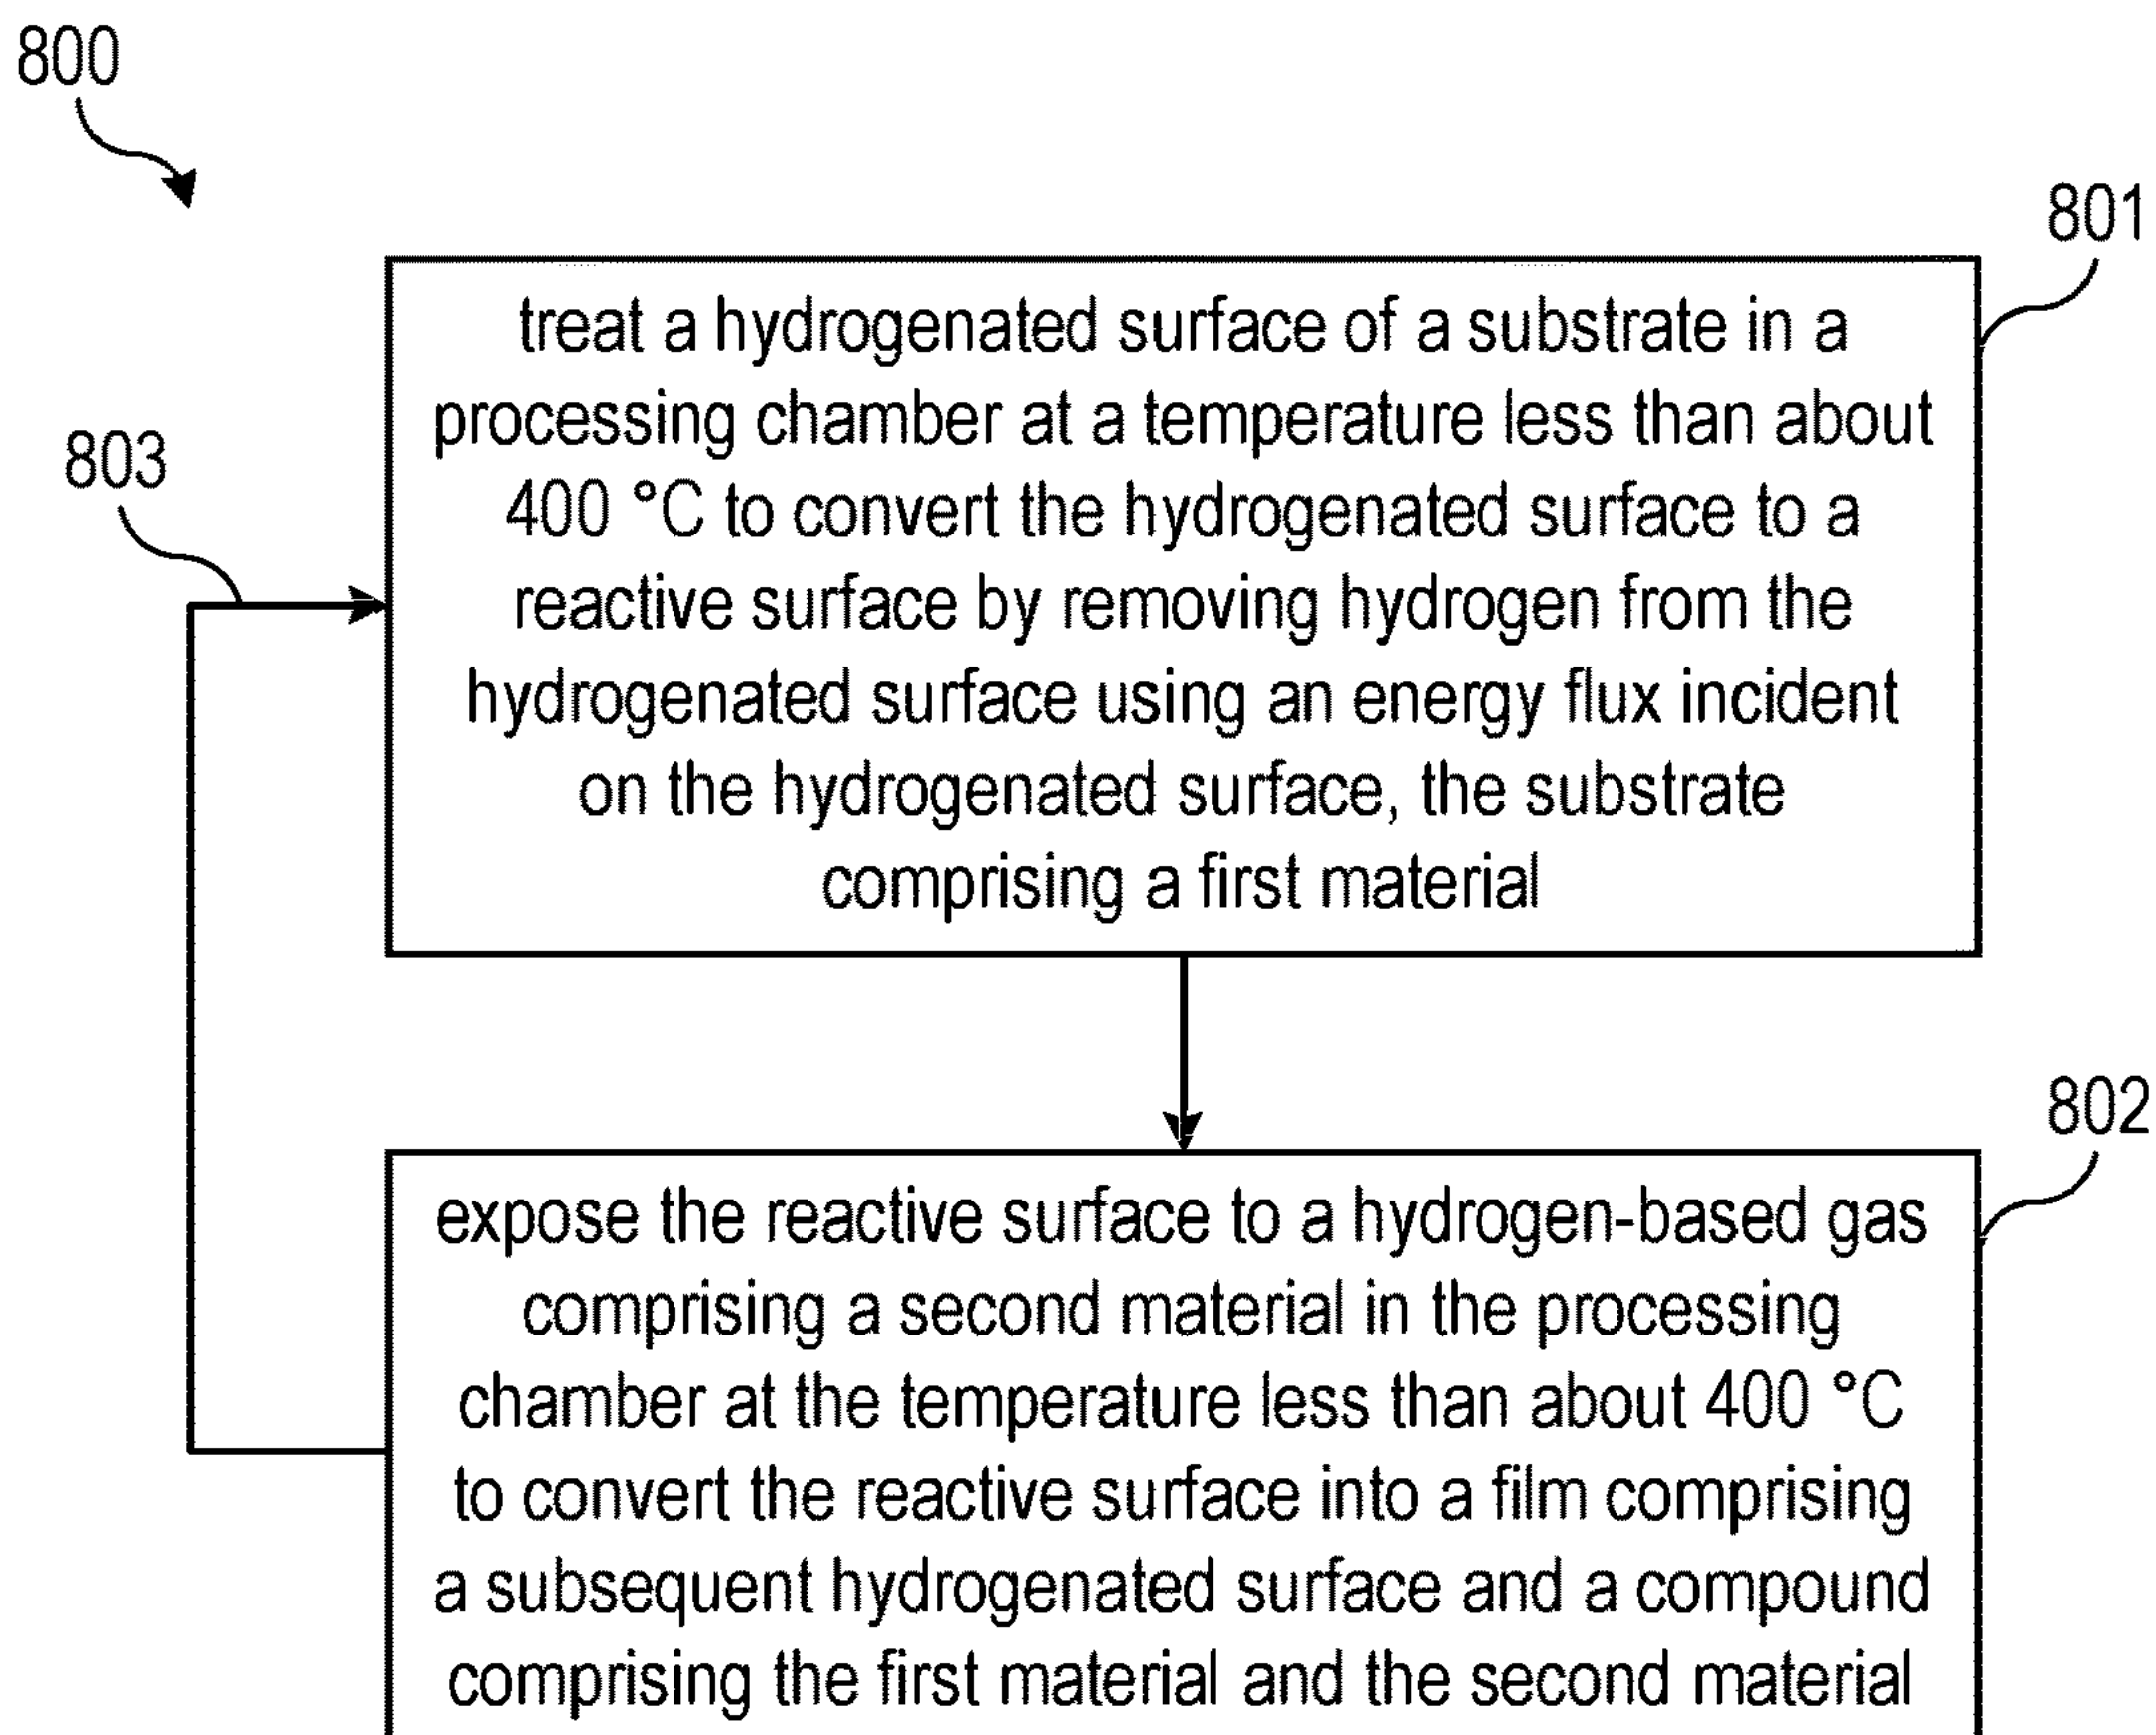 800
801
treat a hydrogenated surface of a substrate in a
processing chamber at a temperature less than about
400 °C to convert the hydrogenated surface to a
reactive surface by removing hydrogen from the
hydrogenated surface using an energy flux incident
on the hydrogenated surface, the substrate
comprising a first material
803
802
expose the reactive surface to a hydrogen-based gas
comprising a second material in the processing
chamber at the temperature less than about 400 °C
to convert the reactive surface into a film comprising
a subsequent hydrogenated surface and a compound
comprising the first material and the second material